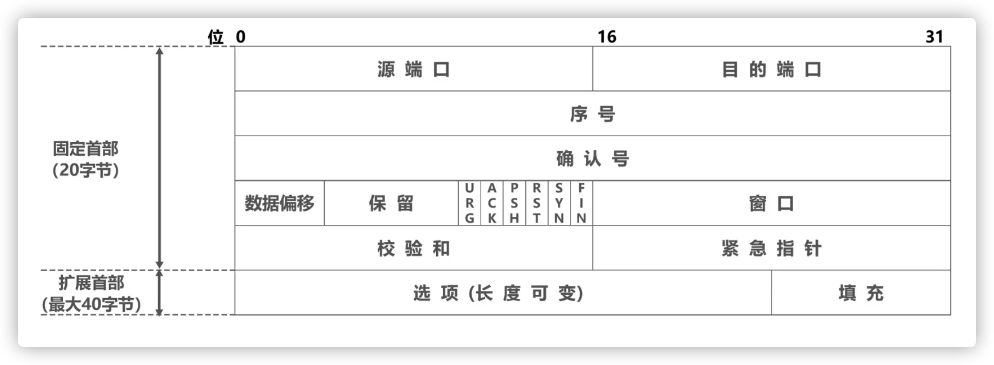 位 0 16 31
源 端 口 目 的 端 口
序 号
固定首部
(20字节)
确 认 号
数据偏移 保 留 URG ACK PSH RST SYN FIN 窗 口
校 验 和 紧 急 指 针
扩展首部
(最大40字节)
选 项 (长 度 可 变) 填 充